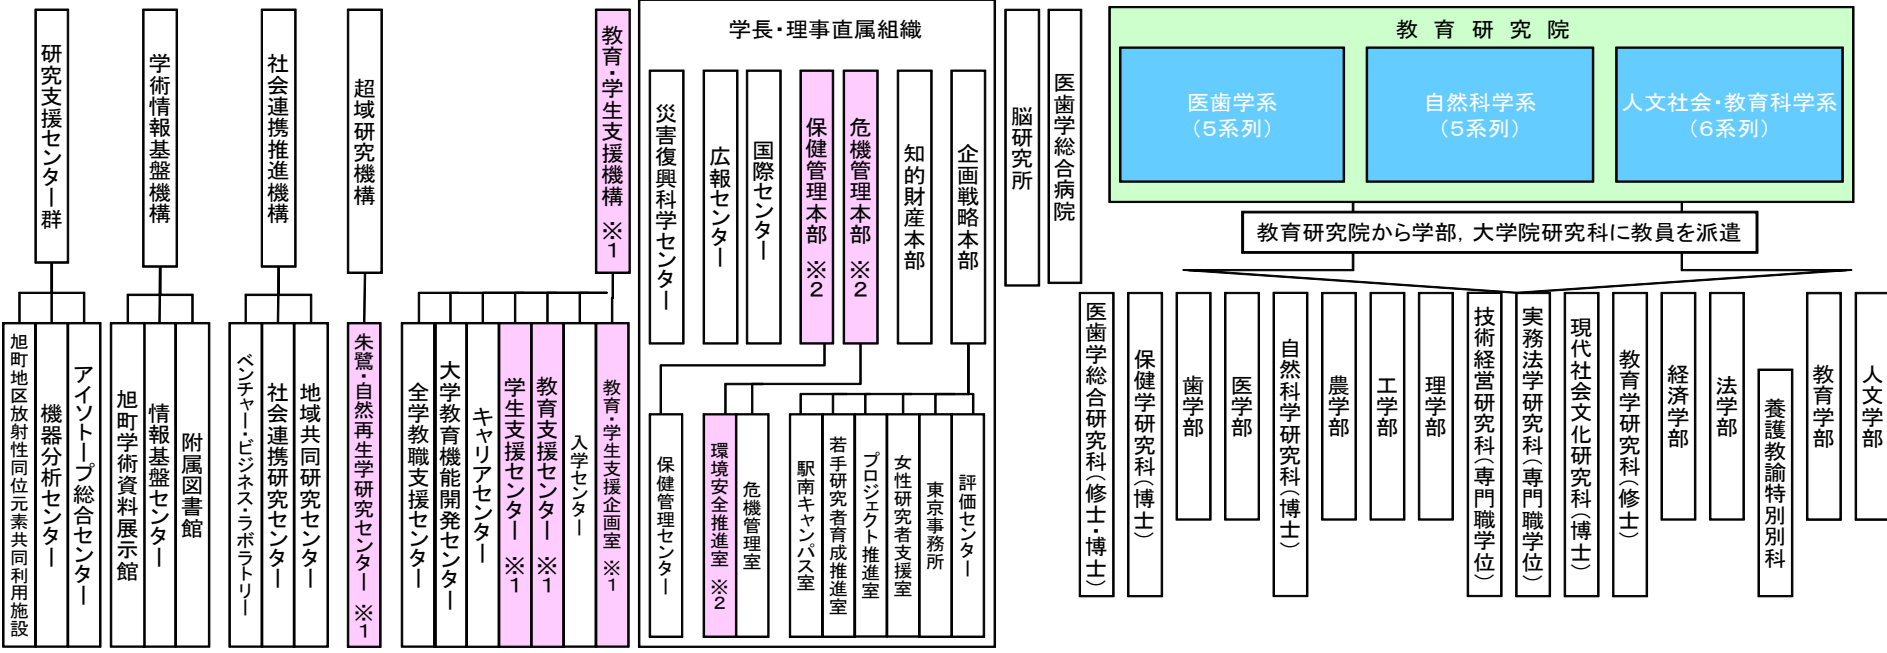 研究支援センター群
学術情報基盤機構
社会連携推進機構
超域研究機構
教育・学生支援機構 ※1
学長・理事直属組織
災害復興科学センター
広報センター
国際センター
保健管理本部 ※2
危機管理本部 ※2
知的財産本部
企画戦略本部
脳研究所
医歯学総合病院
教育研究院
医歯学系
(5系列)
自然科学系
(5系列)
人文社会・教育科学系
(6系列)
教育研究院から学部，大学院研究科に教員を派遣
旭町地区放射性同位元素共同利用施設
機器分析センター
アイソトープ総合センター
旭町学術資料展示館
情報基盤センター
附属図書館
ベンチャー・ビジネス・ラボラトリー
社会連携研究センター
地域共同研究センター
朱鷺・自然再生学研究センター ※1
全学教職支援センター
大学教育機能開発センター
キャリアセンター
学生支援センター ※1
教育支援センター ※1
入学センター
教育・学生支援企画室 ※1
保健管理センター
環境安全推進室 ※2
危機管理室
駅南キャンパス室
若手研究者育成推進室
プロジェクト推進室
女性研究者支援室
東京事務所
評価センター
医歯学総合研究科(修士・博士)
保健学研究科(博士)
歯学部
医学部
自然科学研究科(博士)
農学部
工学部
理学部
技術経営研究科(専門職学位)
実務法学研究科(専門職学位)
現代社会文化研究科(博士)
教育学研究科(修士)
経済学部
法学部
養護教諭特別別科
教育学部
人文学部